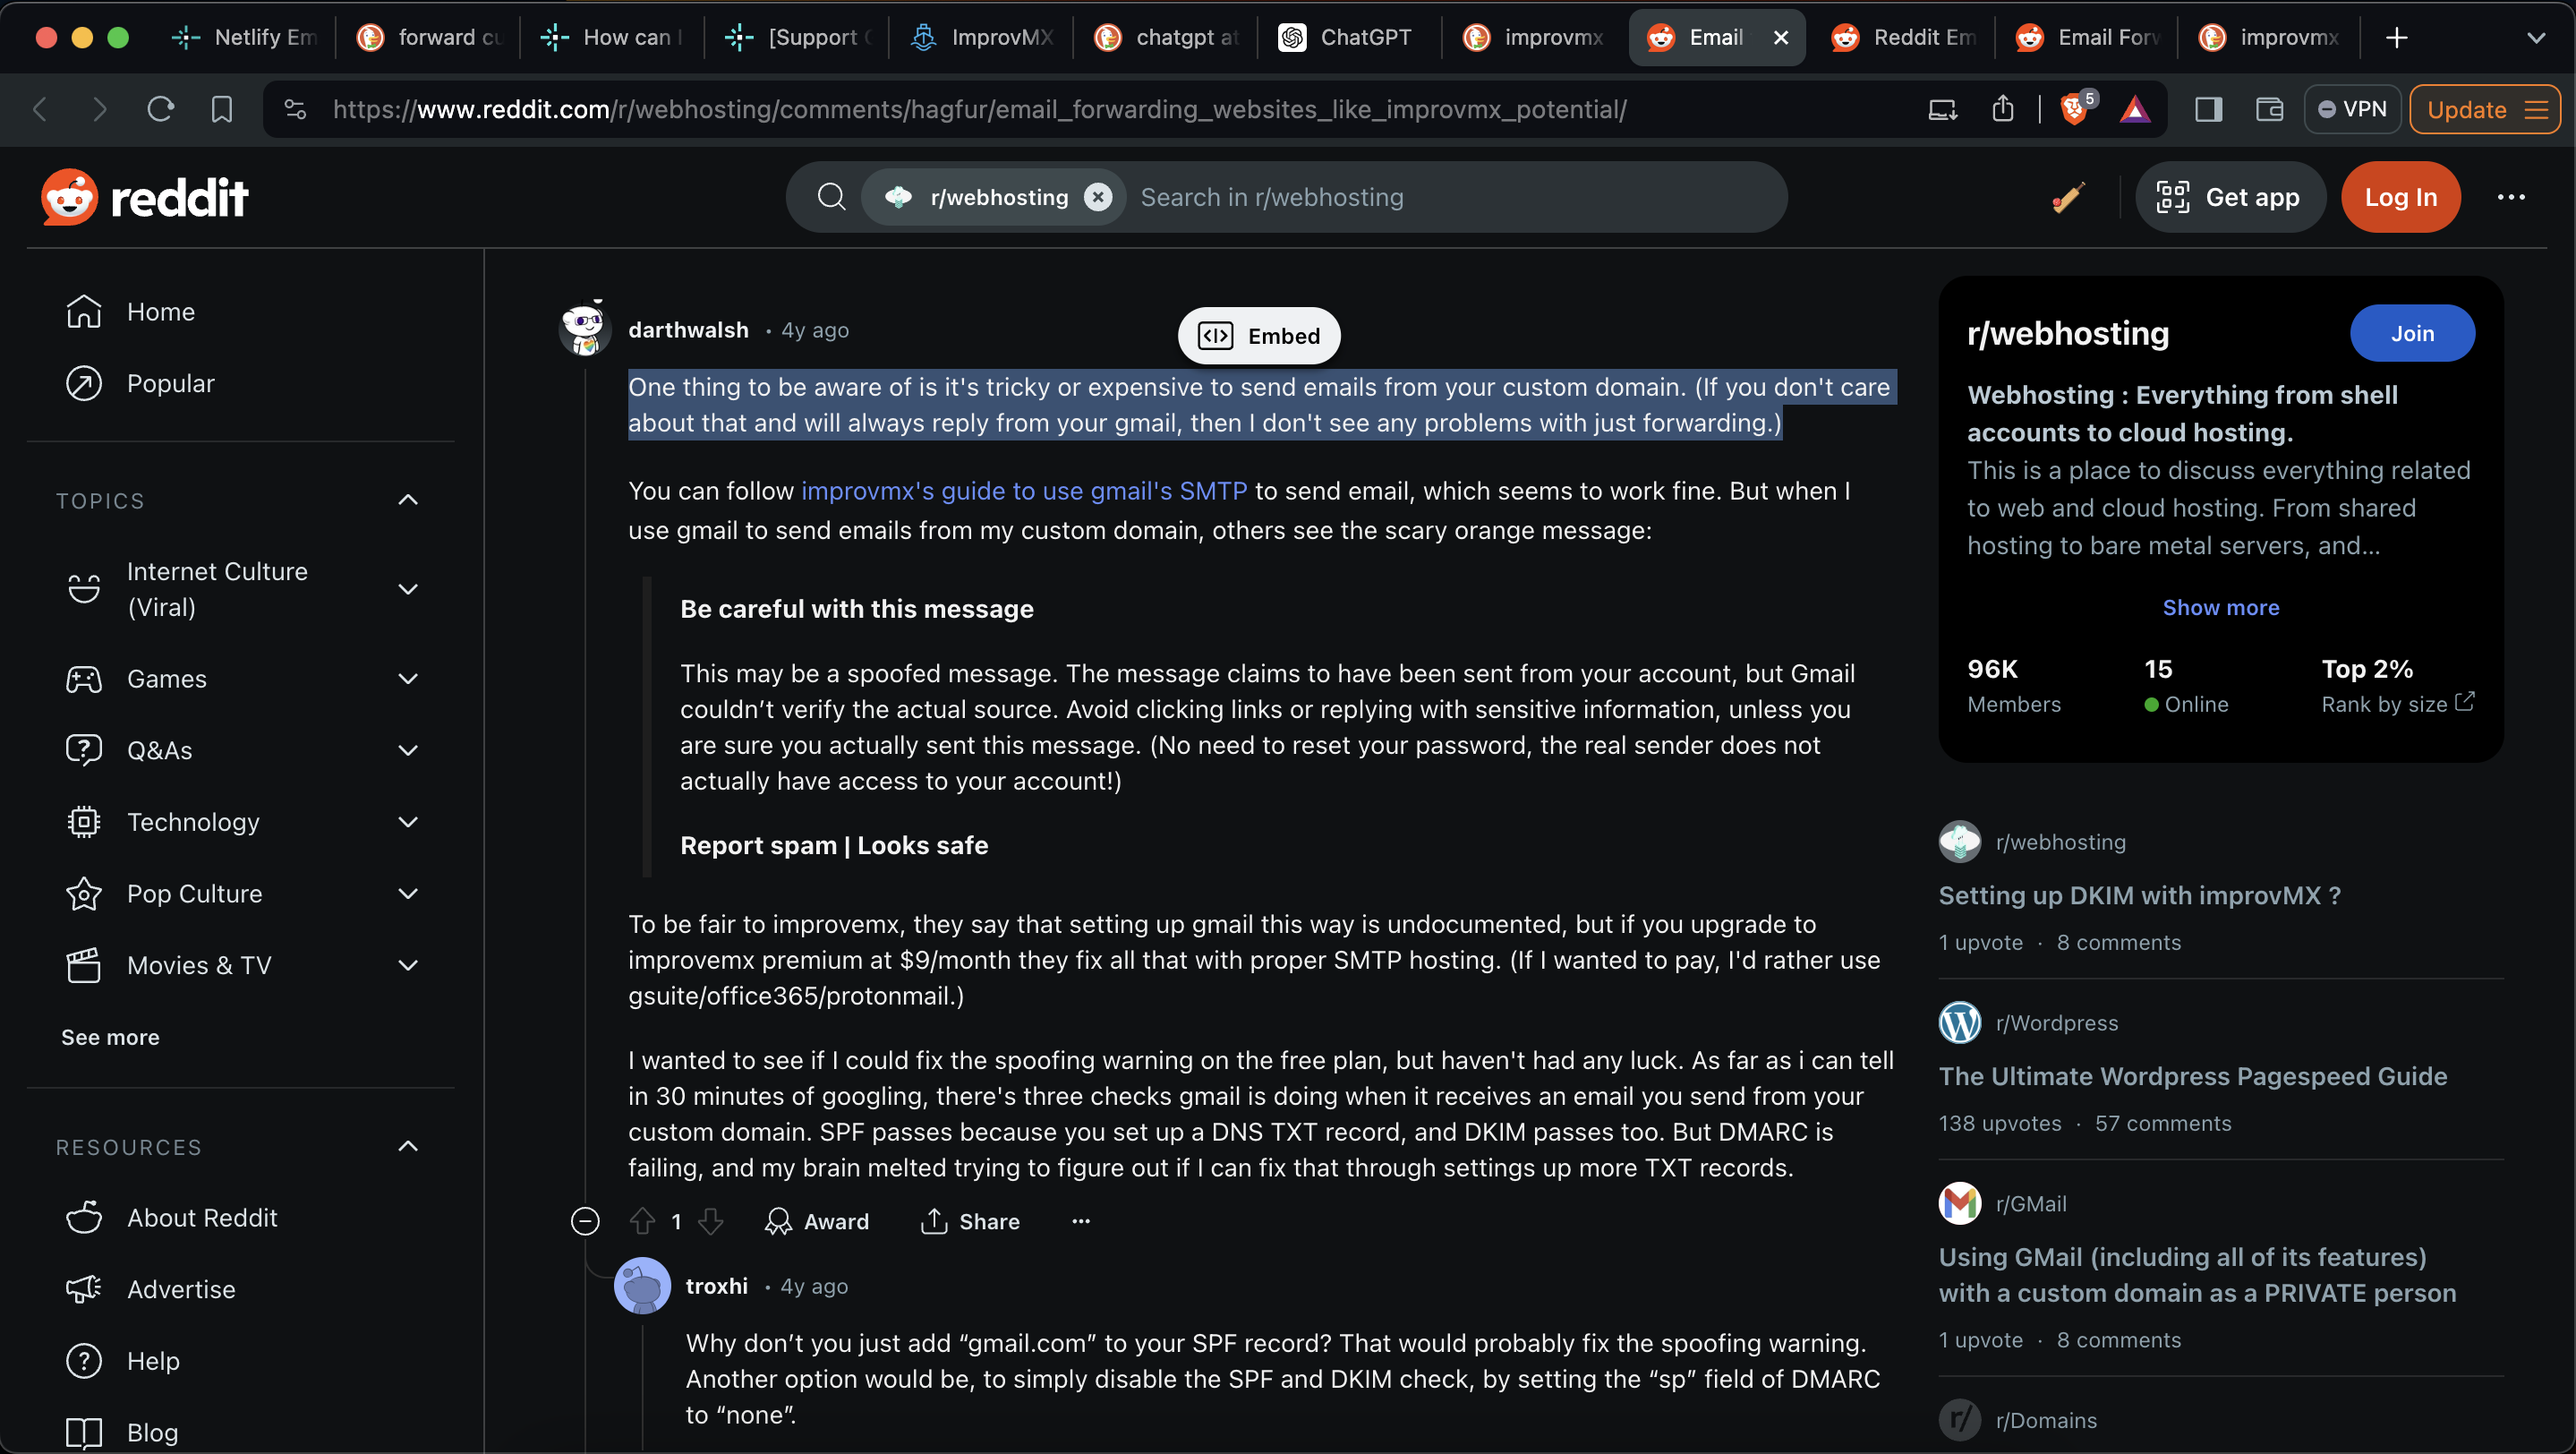 Netlify Em
forward cu
How can I
[Support
ImprovMX
chatgpt at
ChatGPT
improvmx
Email
Reddit Em
Email Forw
improvmx
https://www.reddit.com/r/webhosting/comments/hagfur/email_forwarding_websites_like_improvmx_potential/
5
VPN
Update
reddit
r/webhosting
Search in r/webhosting
Get app
Log In
Home
Popular
TOPICS
Internet Culture
(Viral)
Games
Q&As
Technology
Pop Culture
Movies & TV
See more
RESOURCES
About Reddit
Advertise
Help
Blog
darthwalsh • 4y ago
Embed
One thing to be aware of is it's tricky or expensive to send emails from your custom domain. (If you don't care
about that and will always reply from your gmail, then I don't see any problems with just forwarding.)
You can follow improvmx's guide to use gmail's SMTP to send email, which seems to work fine. But when I
use gmail to send emails from my custom domain, others see the scary orange message:
Be careful with this message
This may be a spoofed message. The message claims to have been sent from your account, but Gmail
couldn’t verify the actual source. Avoid clicking links or replying with sensitive information, unless you
are sure you actually sent this message. (No need to reset your password, the real sender does not
actually have access to your account!)
Report spam | Looks safe
To be fair to improvemx, they say that setting up gmail this way is undocumented, but if you upgrade to
improvemx premium at $9/month they fix all that with proper SMTP hosting. (If I wanted to pay, I'd rather use
gsuite/office365/protonmail.)
I wanted to see if I could fix the spoofing warning on the free plan, but haven't had any luck. As far as i can tell
in 30 minutes of googling, there's three checks gmail is doing when it receives an email you send from your
custom domain. SPF passes because you set up a DNS TXT record, and DKIM passes too. But DMARC is
failing, and my brain melted trying to figure out if I can fix that through settings up more TXT records.
1
Award
Share
troxhi • 4y ago
Why don’t you just add “gmail.com” to your SPF record? That would probably fix the spoofing warning.
Another option would be, to simply disable the SPF and DKIM check, by setting the “sp” field of DMARC
to “none”.
r/webhosting
Join
Webhosting : Everything from shell
accounts to cloud hosting.
This is a place to discuss everything related
to web and cloud hosting. From shared
hosting to bare metal servers, and...
Show more
96K 15 Top 2%
Members Online Rank by size
r/webhosting
Setting up DKIM with improvMX ?
1 upvote · 8 comments
r/Wordpress
The Ultimate Wordpress Pagespeed Guide
138 upvotes · 57 comments
r/GMail
Using GMail (including all of its features)
with a custom domain as a PRIVATE person
1 upvote · 8 comments
r/
r/Domains